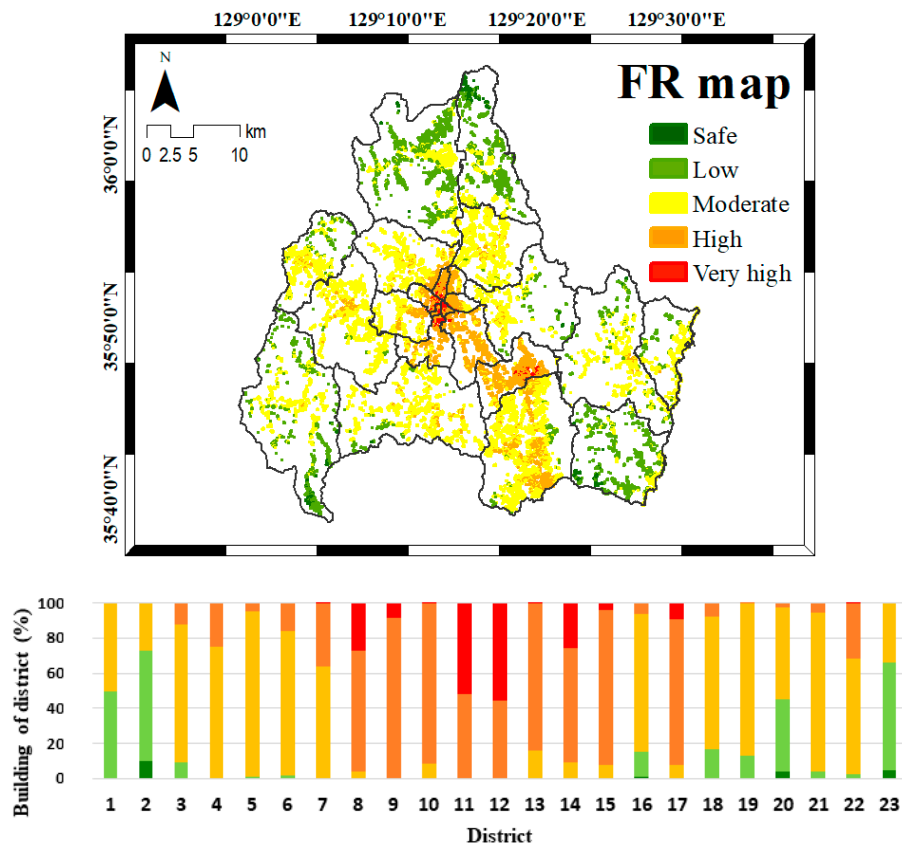 129°0'0"E 129°10'0"E 129°20'0"E 129°30'0"E
N
FR map
0 2.5 5 10 km
Safe
Low
Moderate
High
Very high
36°0'0"N
35°50'0"N
35°40'0"N
Building of district (%)
100
80
60
40
20
0
1 2 3 4 5 6 7 8 9 10 11 12 13 14 15 16 17 18 19 20 21 22 23
District